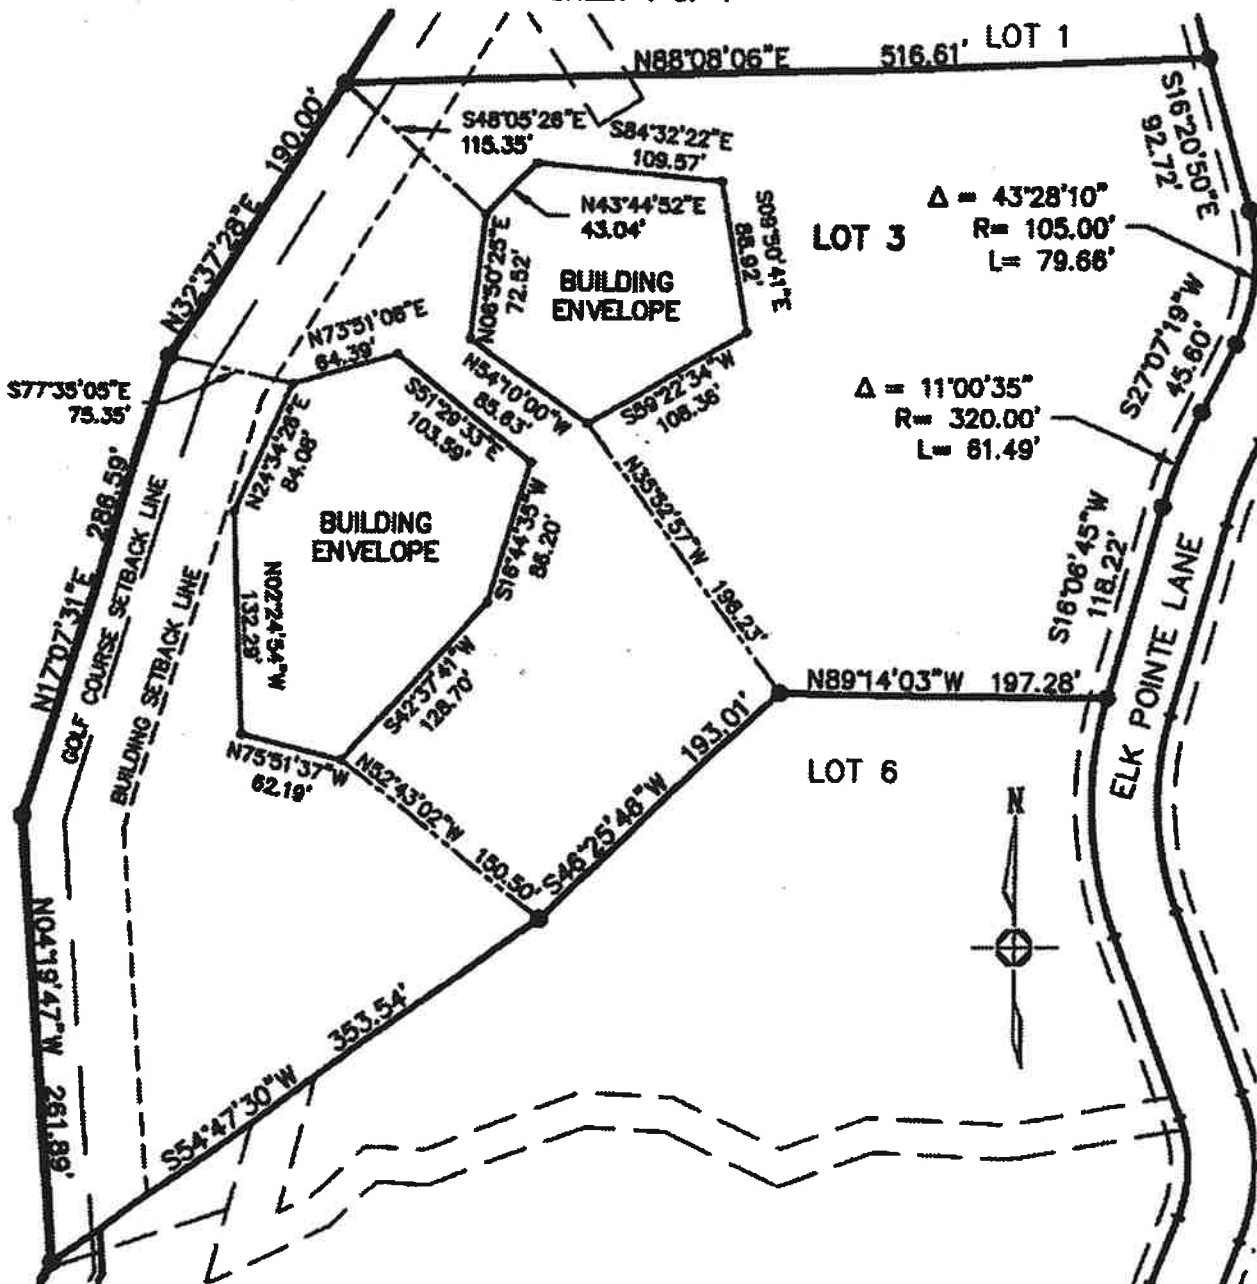 LOT 1
N88°08'06"E 516.61'
S16°20'50"E
92.72'
N32°37'28"E 190.00'
S48°05'26"E
115.35'
S84°32'22"E
109.57'
N43°44'52"E
43.04'
S09°50'41"E
N06°50'25"E
72.52'
BUILDING
ENVELOPE
LOT 3
Δ = 43°28'10"
R= 105.00'
L= 79.66'
S27°07'19"W
45.60'
N73°51'08"E
64.39'
S77°35'05"E
75.35'
N54°10'00"W
85.63'
S59²22'34"W
108.36'
Δ = 11°00'35"
R= 320.00'
L= 61.49'
S51°29'33"E
103.59'
N24°34'28"E
84.08'
BUILDING
ENVELOPE
S16°44'35"W
86.20'
N35°52'57"W 196.23'
S16°06'45"W
118.22'
N17°07'31"E 286.59'
GOLF COURSE SETBACK LINE
BUILDING SETBACK LINE
N02°24'54"W
132.29'
S42°37'41"W
128.70'
N89°14'03"W 197.28'
ELK POINTE LANE
N75°51'37"W
62.19'
N52°43'02"W 150.50'
S46°25'48"W 193.01'
LOT 6
N
N04°19'47"W 261.89'
S54°47'30"W 353.54'